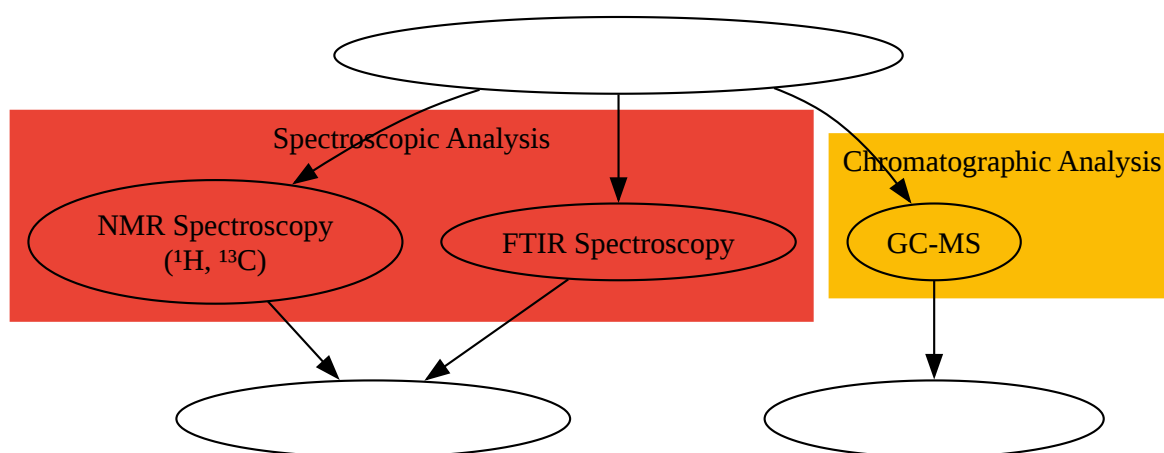 Spectroscopic Analysis
Chromatographic Analysis
NMR Spectroscopy
(¹H, ¹³C)
FTIR Spectroscopy
GC-MS